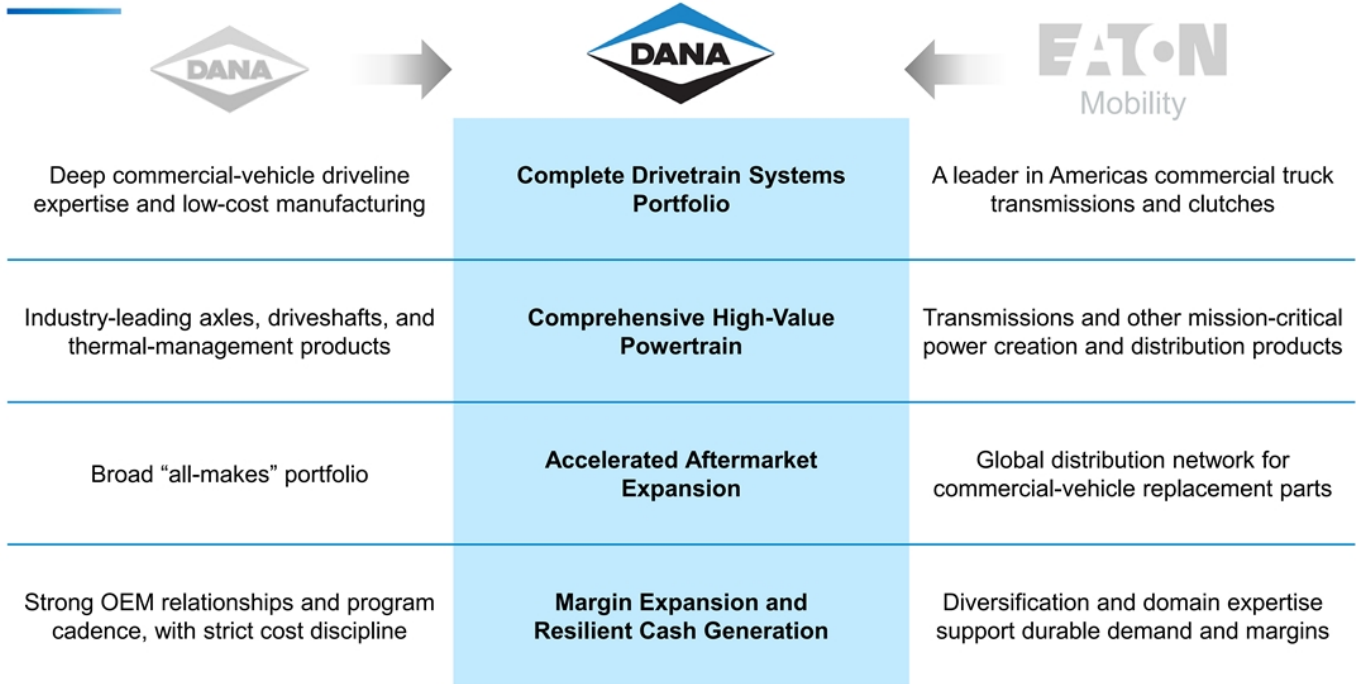 DANA
DANA
EATON
Mobility
Deep commercial-vehicle driveline
expertise and low-cost manufacturing
Complete Drivetrain Systems
Portfolio
A leader in Americas commercial truck
transmissions and clutches
Industry-leading axles, driveshafts, and
thermal-management products
Comprehensive High-Value
Powertrain
Transmissions and other mission-critical
power creation and distribution products
Broad “all-makes” portfolio
Accelerated Aftermarket
Expansion
Global distribution network for
commercial-vehicle replacement parts
Strong OEM relationships and program
cadence, with strict cost discipline
Margin Expansion and
Resilient Cash Generation
Diversification and domain expertise
support durable demand and margins